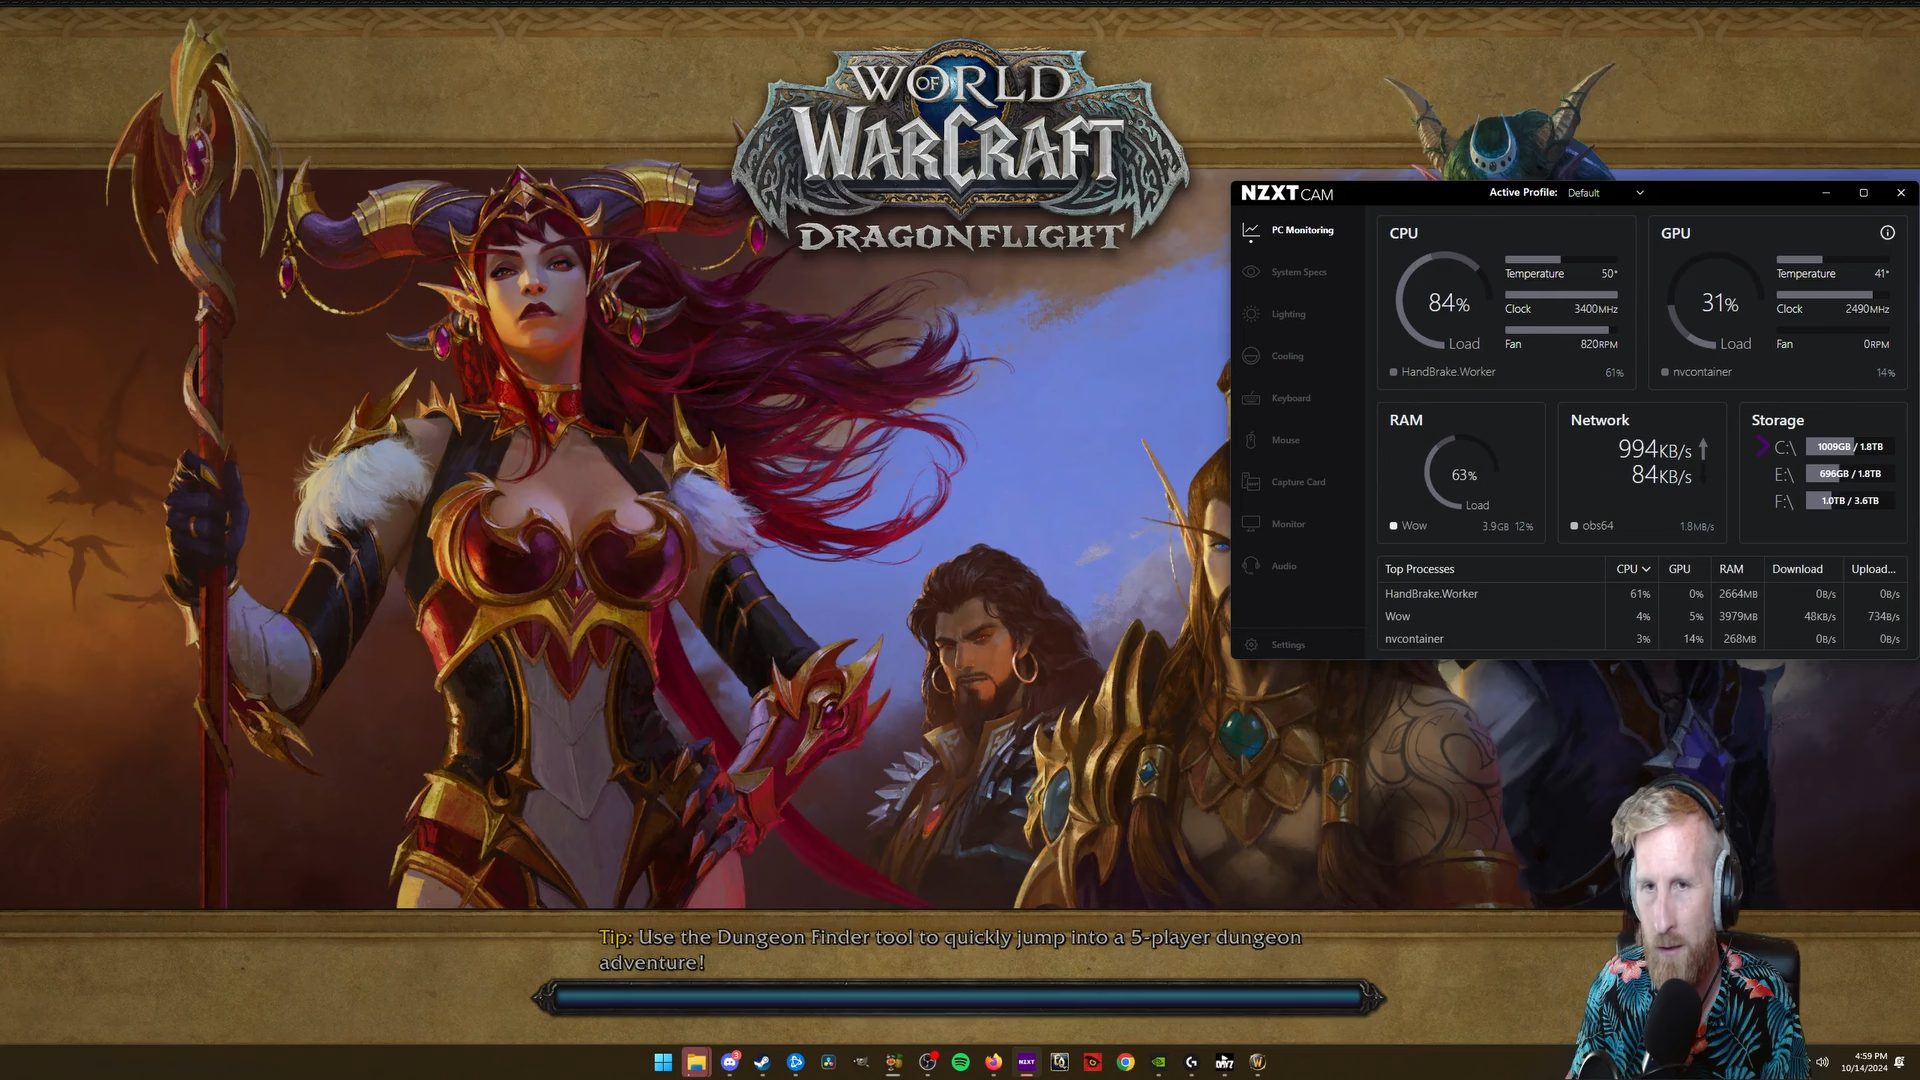 WORLD
OF
WARCRAFT
DRAGONFLIGHT
NZXT CAM
Active Profile: Default
PC Monitoring
System Specs
Lighting
Cooling
Keyboard
Mouse
Capture Card
Monitor
Audio
Settings
CPU
84%
Load
Temperature 50°
Clock 3400MHz
Fan 820RPM
HandBrake.Worker 61%
GPU
31%
Load
Temperature 41°
Clock 2490MHz
Fan 0RPM
nvcontainer 14%
RAM
63%
Load
Wow 3.9GB 12%
Network
994KB/s
84KB/s
obs64 1.8MB/s
Storage
C:\ 1009GB / 1.8TB
E:\ 696GB / 1.8TB
F:\ 1.0TB / 3.6TB
Top Processes CPU GPU RAM Download Upload...
HandBrake.Worker 61% 0% 2664MB 0B/s 0B/s
Wow 4% 5% 3979MB 48KB/s 734B/s
nvcontainer 3% 14% 268MB 0B/s 0B/s
Tip: Use the Dungeon Finder tool to quickly jump into a 5-player dungeon
adventure!
3
NZXT
DAYZ
4:59 PM
10/14/2024